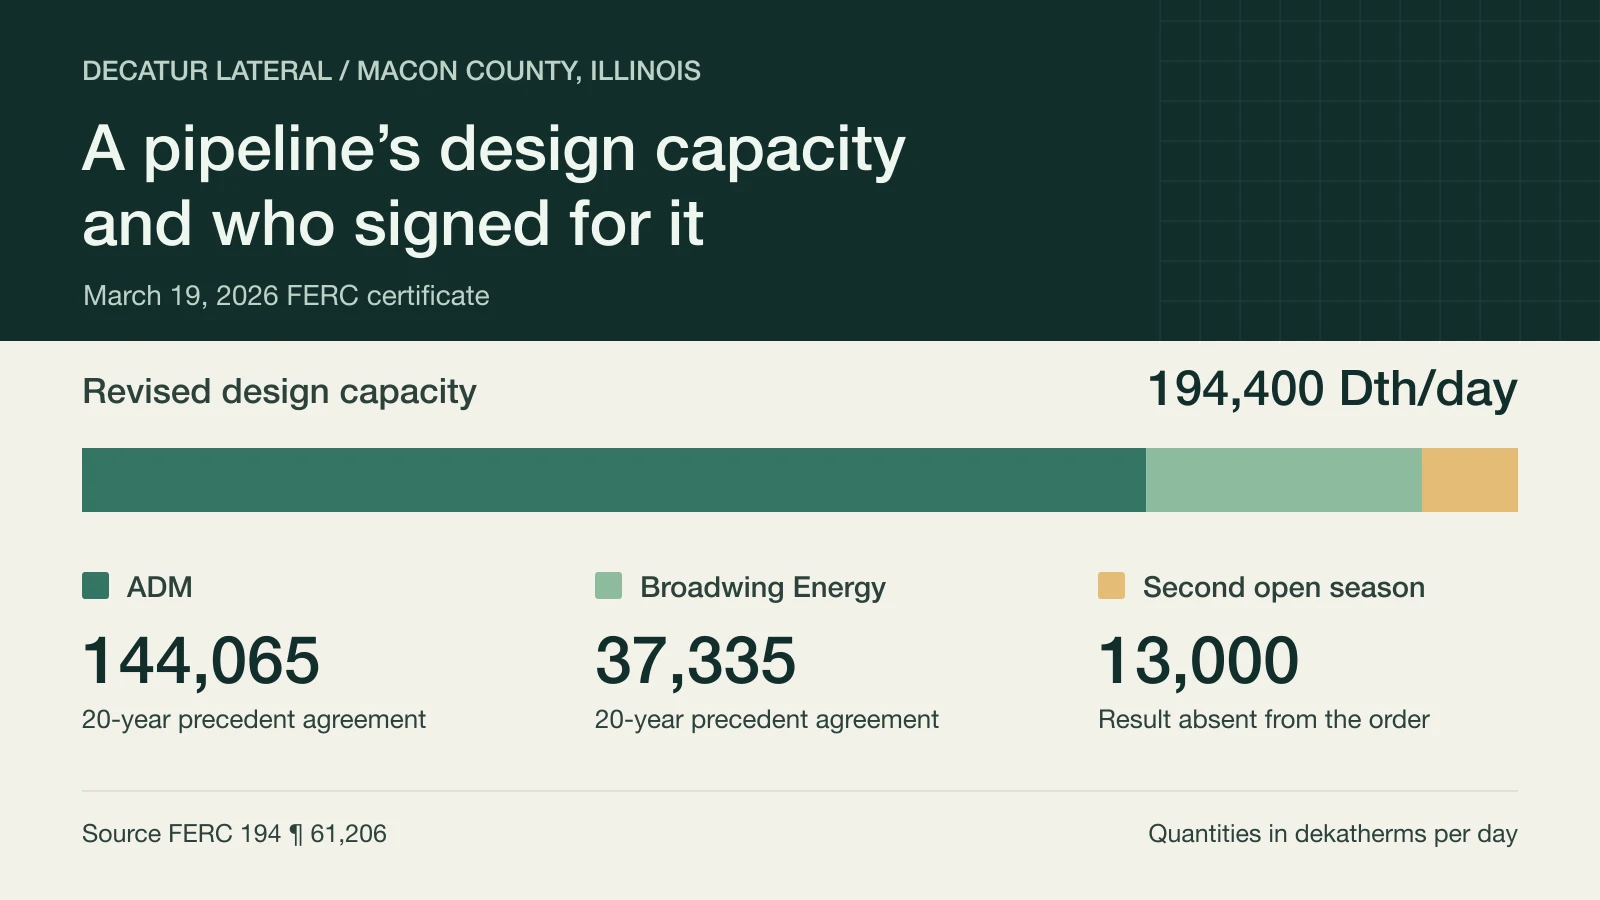 DECATUR LATERAL / MACON COUNTY, ILLINOIS
A pipeline’s design capacity
and who signed for it
March 19, 2026 FERC certificate
Revised design capacity
194,400 Dth/day
ADM
144,065
20-year precedent agreement
Broadwing Energy
37,335
20-year precedent agreement
Second open season
13,000
Result absent from the order
Source FERC 194 ¶ 61,206
Quantities in dekatherms per day